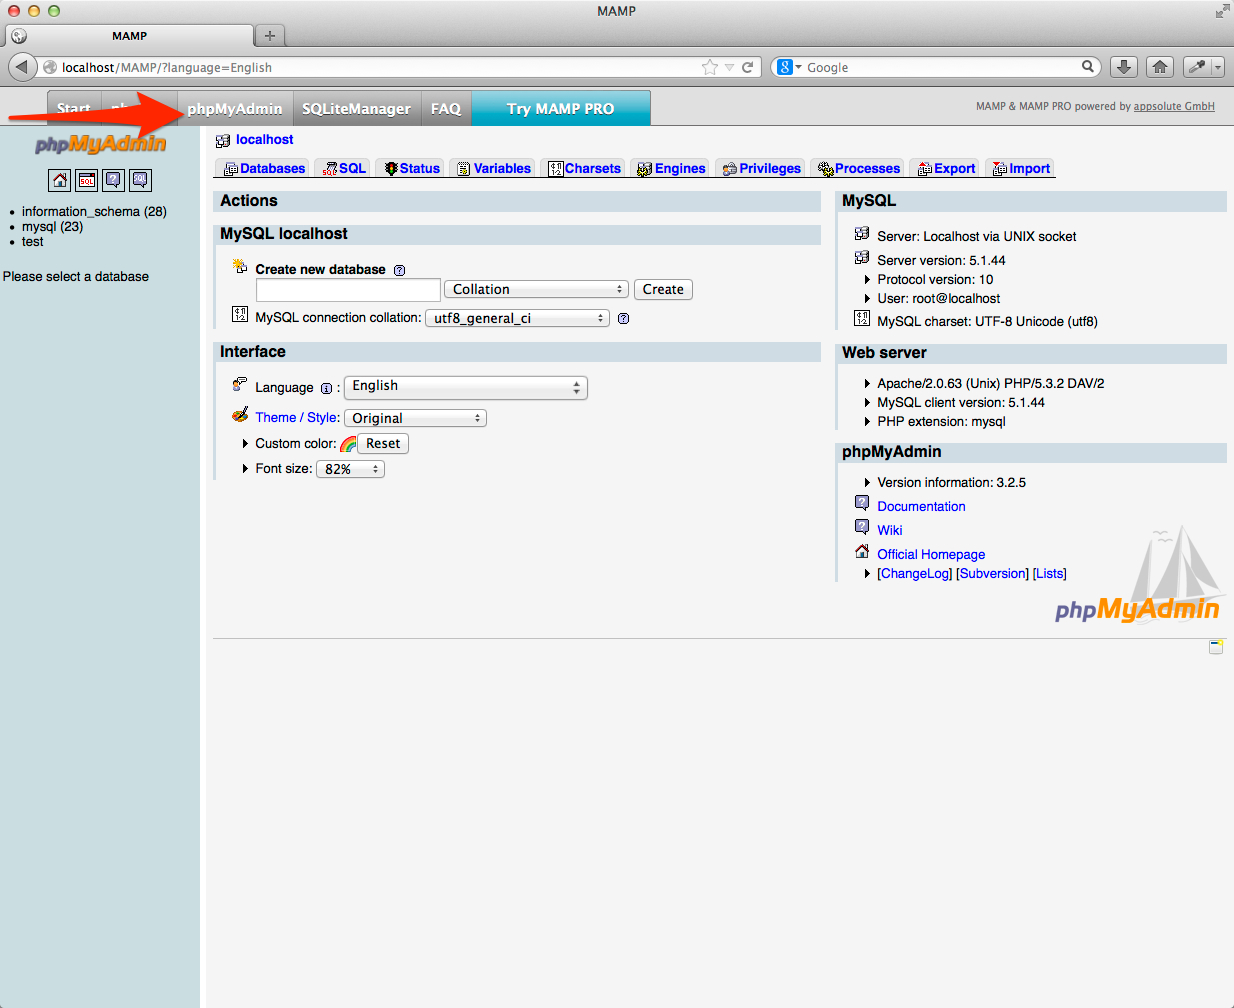 MAMP
MAMP
localhost/MAMP/?language=English
Google
Start
phpMyAdmin
SQLiteManager
FAQ
Try MAMP PRO
MAMP & MAMP PRO powered by appsolute GmbH
phpMyAdmin
SQL
SQL
information_schema (28)
mysql (23)
test
Please select a database
localhost
Databases
SQL
Status
Variables
Charsets
Engines
Privileges
Processes
Export
Import
Actions
MySQL localhost
Create new database
Collation
Create
MySQL connection collation:
utf8_general_ci
Interface
Language :
English
Theme / Style:
Original
Custom color:
Reset
Font size:
82%
MySQL
Server: Localhost via UNIX socket
Server version: 5.1.44
Protocol version: 10
User: root@localhost
MySQL charset: UTF-8 Unicode (utf8)
Web server
Apache/2.0.63 (Unix) PHP/5.3.2 DAV/2
MySQL client version: 5.1.44
PHP extension: mysql
phpMyAdmin
Version information: 3.2.5
Documentation
Wiki
Official Homepage
[ChangeLog] [Subversion] [Lists]
phpMyAdmin